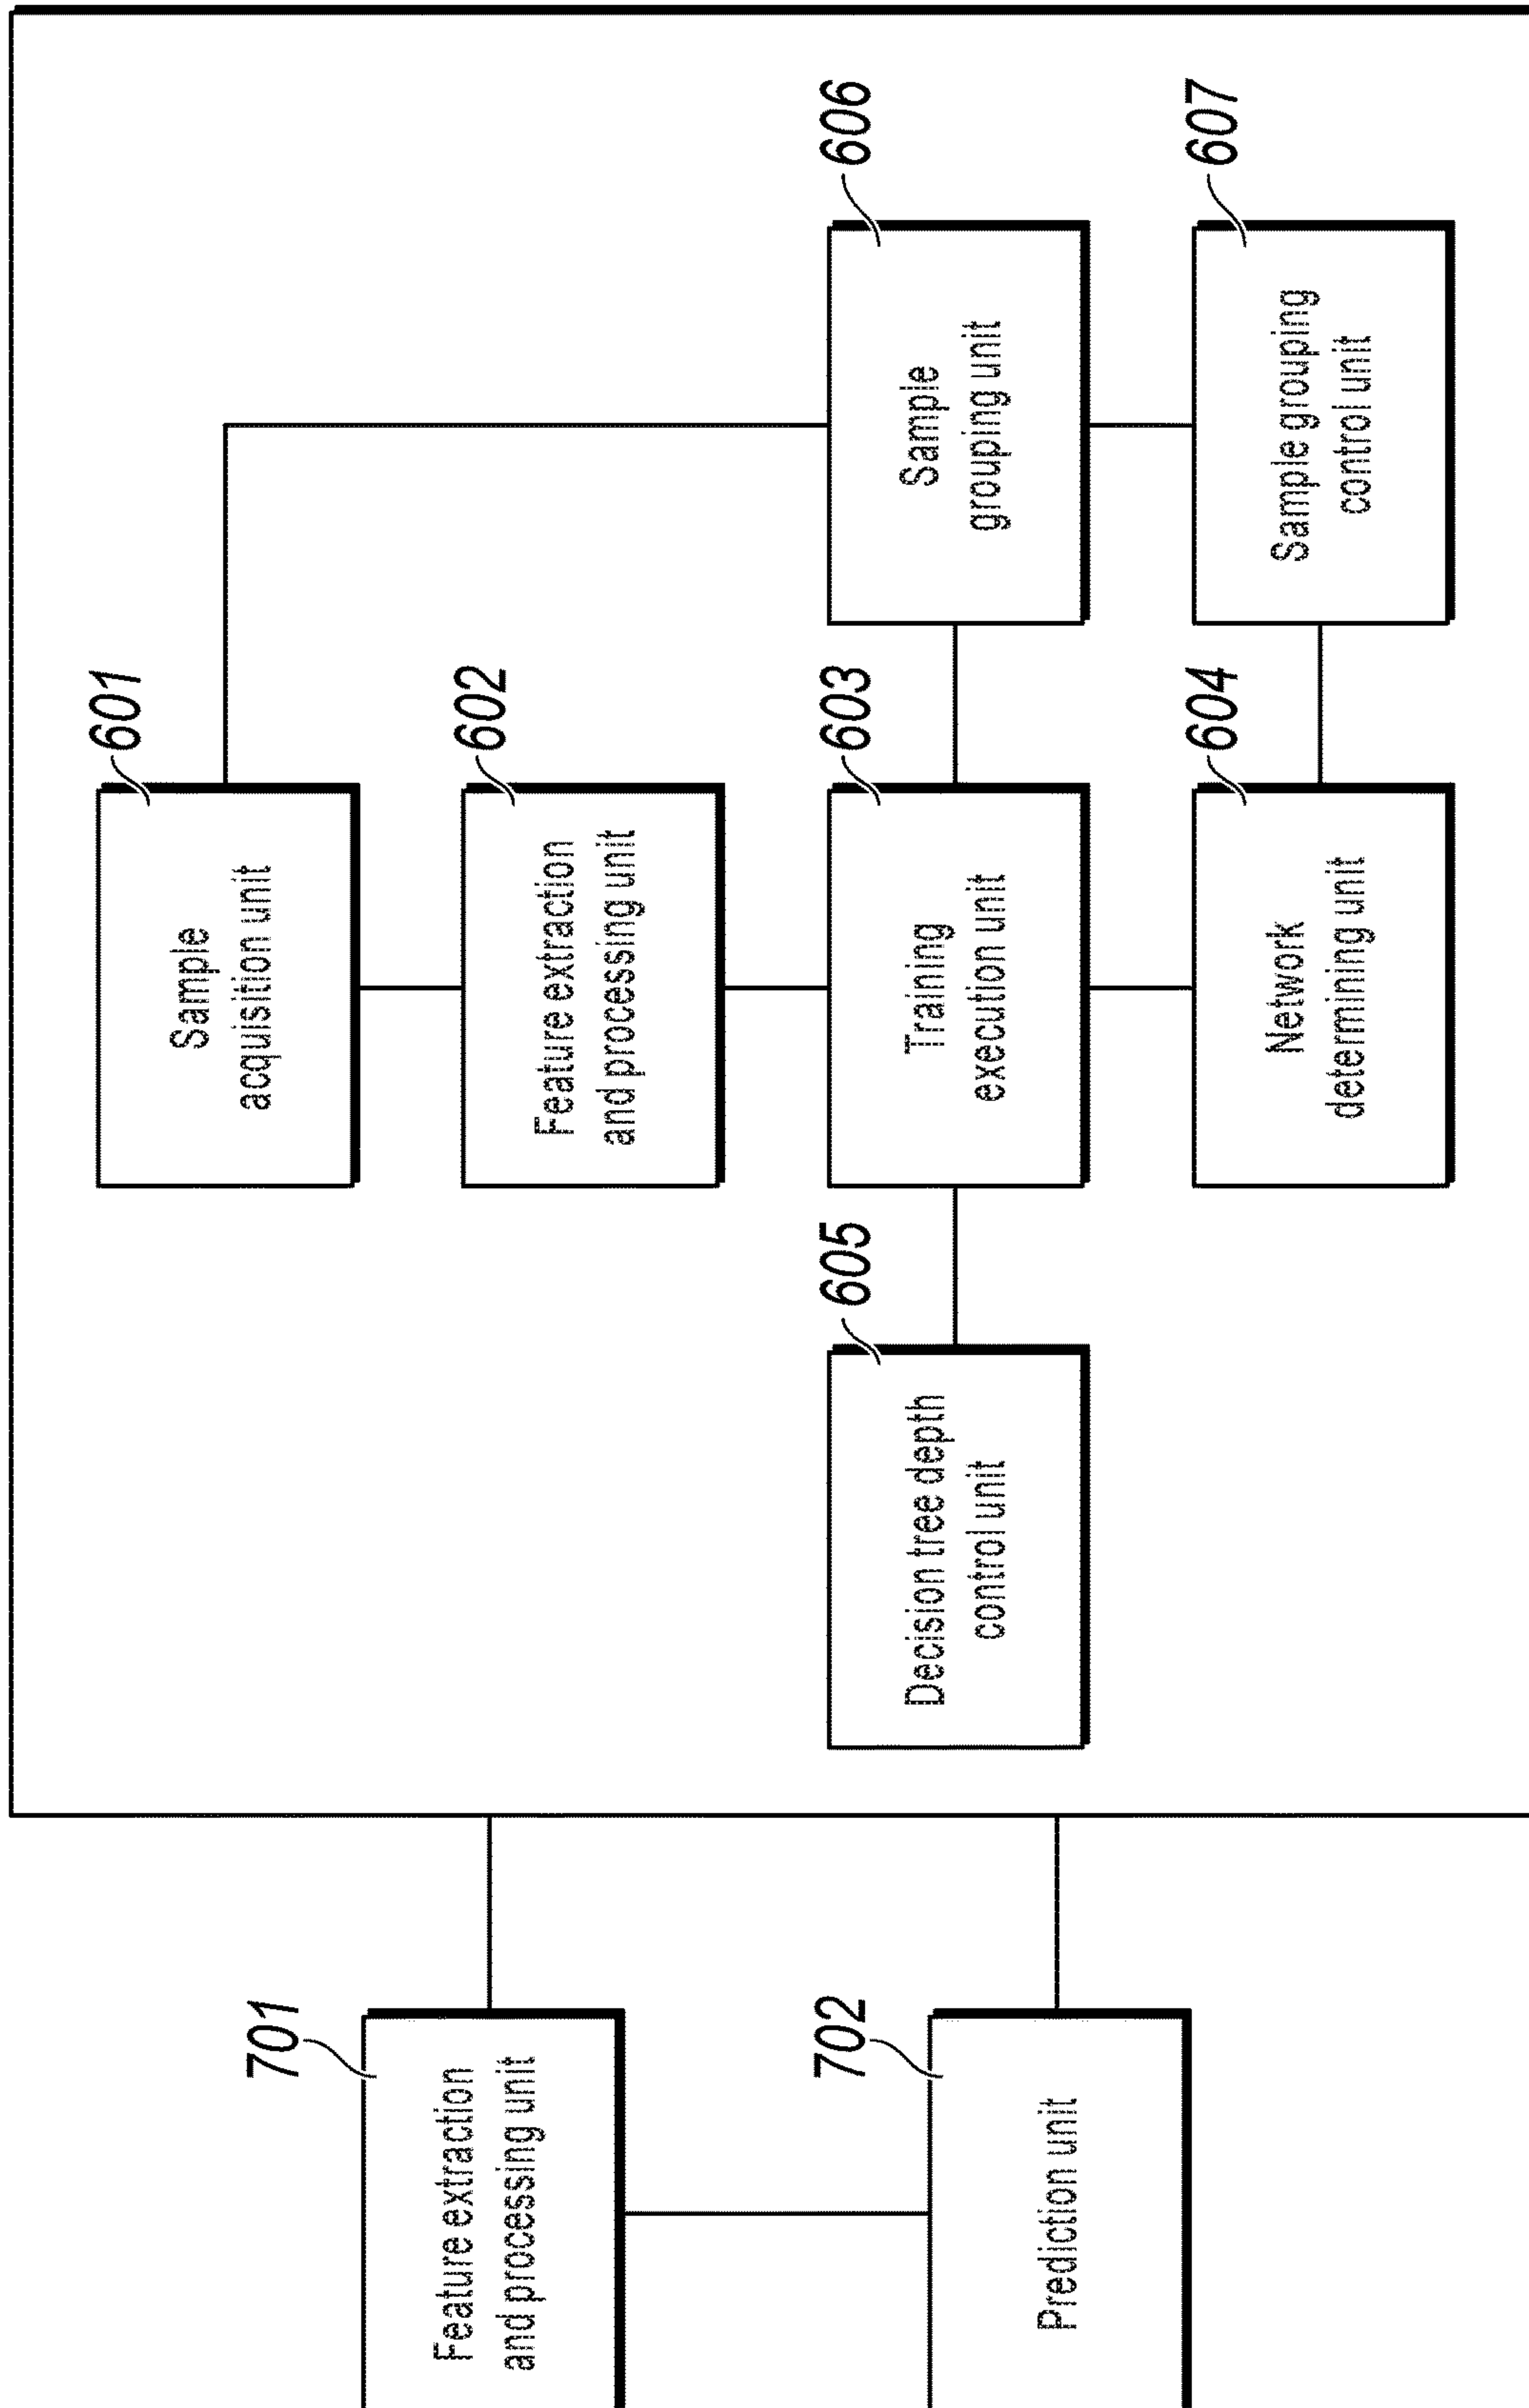 601
Sample
acquisition unit
602
Feature extraction
and processing unit
605
Decision tree depth
control unit
603
Training
execution unit
606
Sample
grouping unit
604
Network
determining unit
607
Sample grouping
control unit
701
Feature extraction
and processing unit
702
Prediction unit